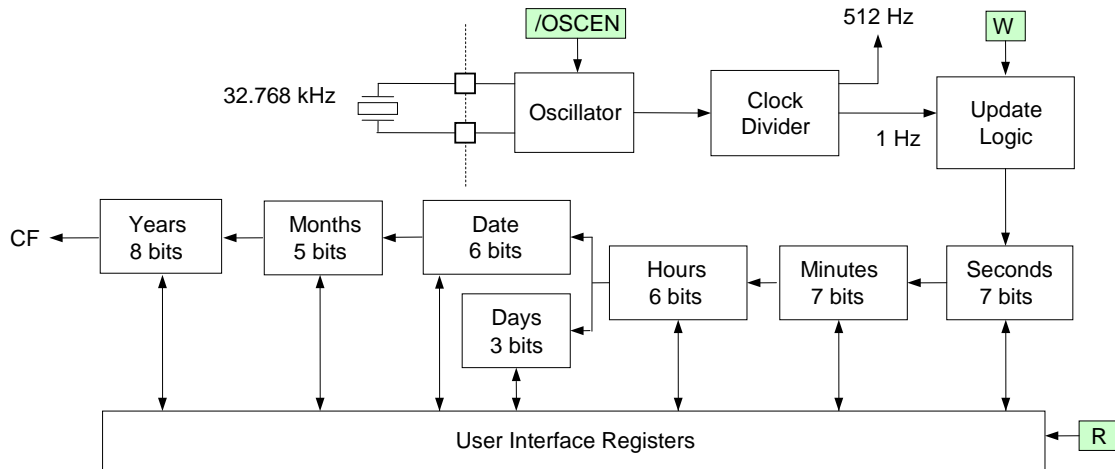 /OSCEN
512 Hz
W
32.768 kHz
Oscillator
Clock
Divider
1 Hz
Update
Logic
CF
Years
8 bits
Months
5 bits
Date
6 bits
Days
3 bits
Hours
6 bits
Minutes
7 bits
Seconds
7 bits
User Interface Registers
R